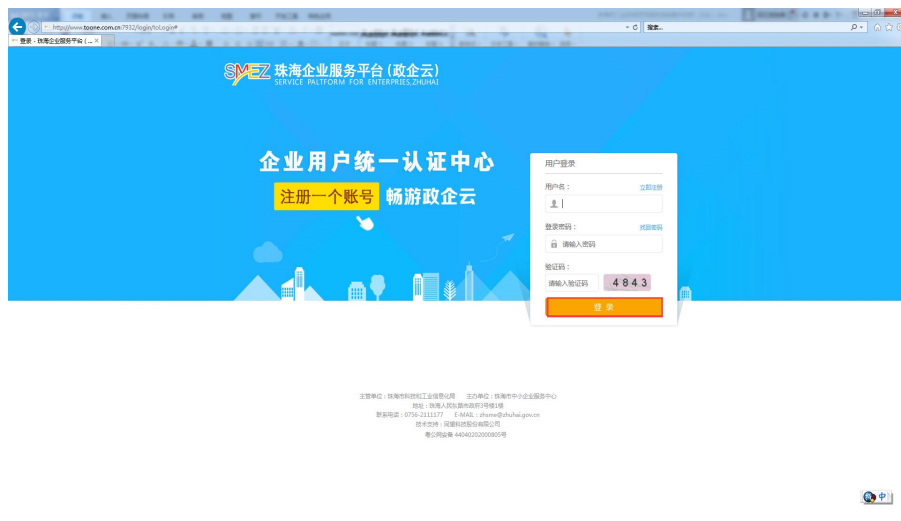 http://www.toone.com.cn:7932/login/toLogin#
搜索...
登录 - 珠海企业服务平台 ( ...
SMEZ 珠海企业服务平台(政企云)
SERVICE PALTFORM FOR ENTERPRISES,ZHUHAI
企业用户统一认证中心
注册一个账号 畅游政企云
用户登录
用户名： 立即注册
登录密码： 找回密码
请输入密码
验证码：
请输入验证码 4843
登 录
主管单位：珠海市科技和工业信息化局 主办单位：珠海市中小企业服务中心
地址：珠海人民东路市政府3号楼1楼
联系电话：0756-2111177 E-MAIL：zhsme@zhuhai.gov.cn
技术支持：同望科技股份有限公司
粤公网安备 44040202000805号
中